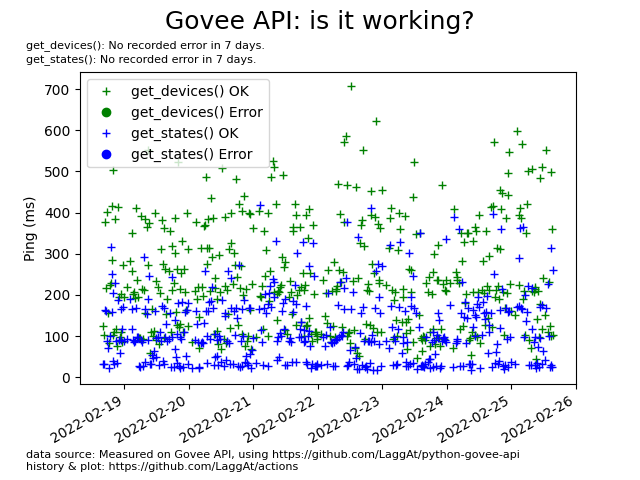 Govee API: is it working?
get_devices(): No recorded error in 7 days.
get_states(): No recorded error in 7 days.
get_devices() OK
get_devices() Error
get_states() OK
get_states() Error
Ping (ms)
700
600
500
400
300
200
100
0
2022-02-19
2022-02-20
2022-02-21
2022-02-22
2022-02-23
2022-02-24
2022-02-25
2022-02-26
data source: Measured on Govee API, using https://github.com/LaggAt/python-govee-api
history & plot: https://github.com/LaggAt/actions